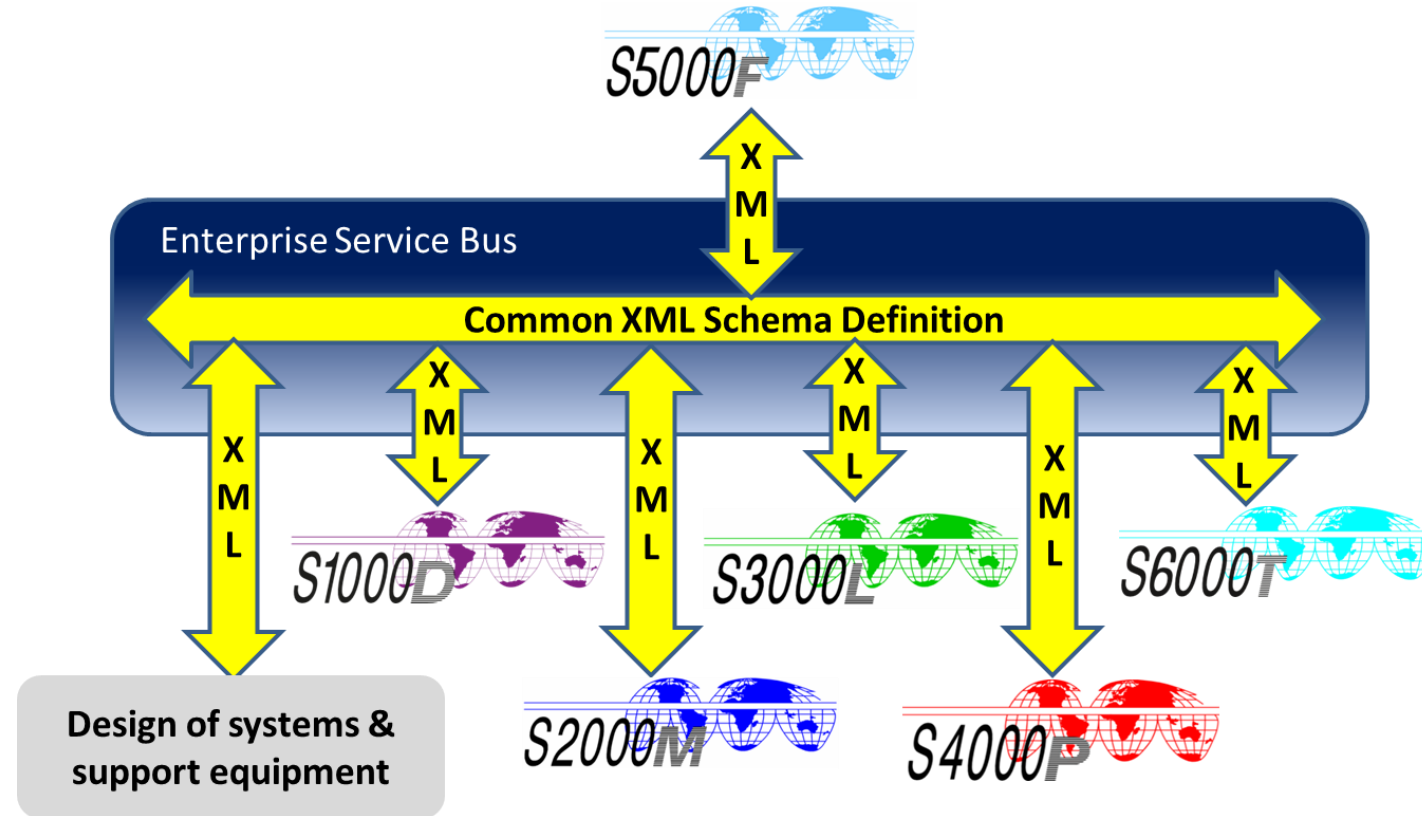 S5000F
X
M
L
Enterprise Service Bus
Common XML Schema Definition
X
M
L
X
M
L
X
M
L
X
M
L
X
M
L
X
M
L
S1000D
S3000L
S6000T
Design of systems &
support equipment
S2000M
S4000P